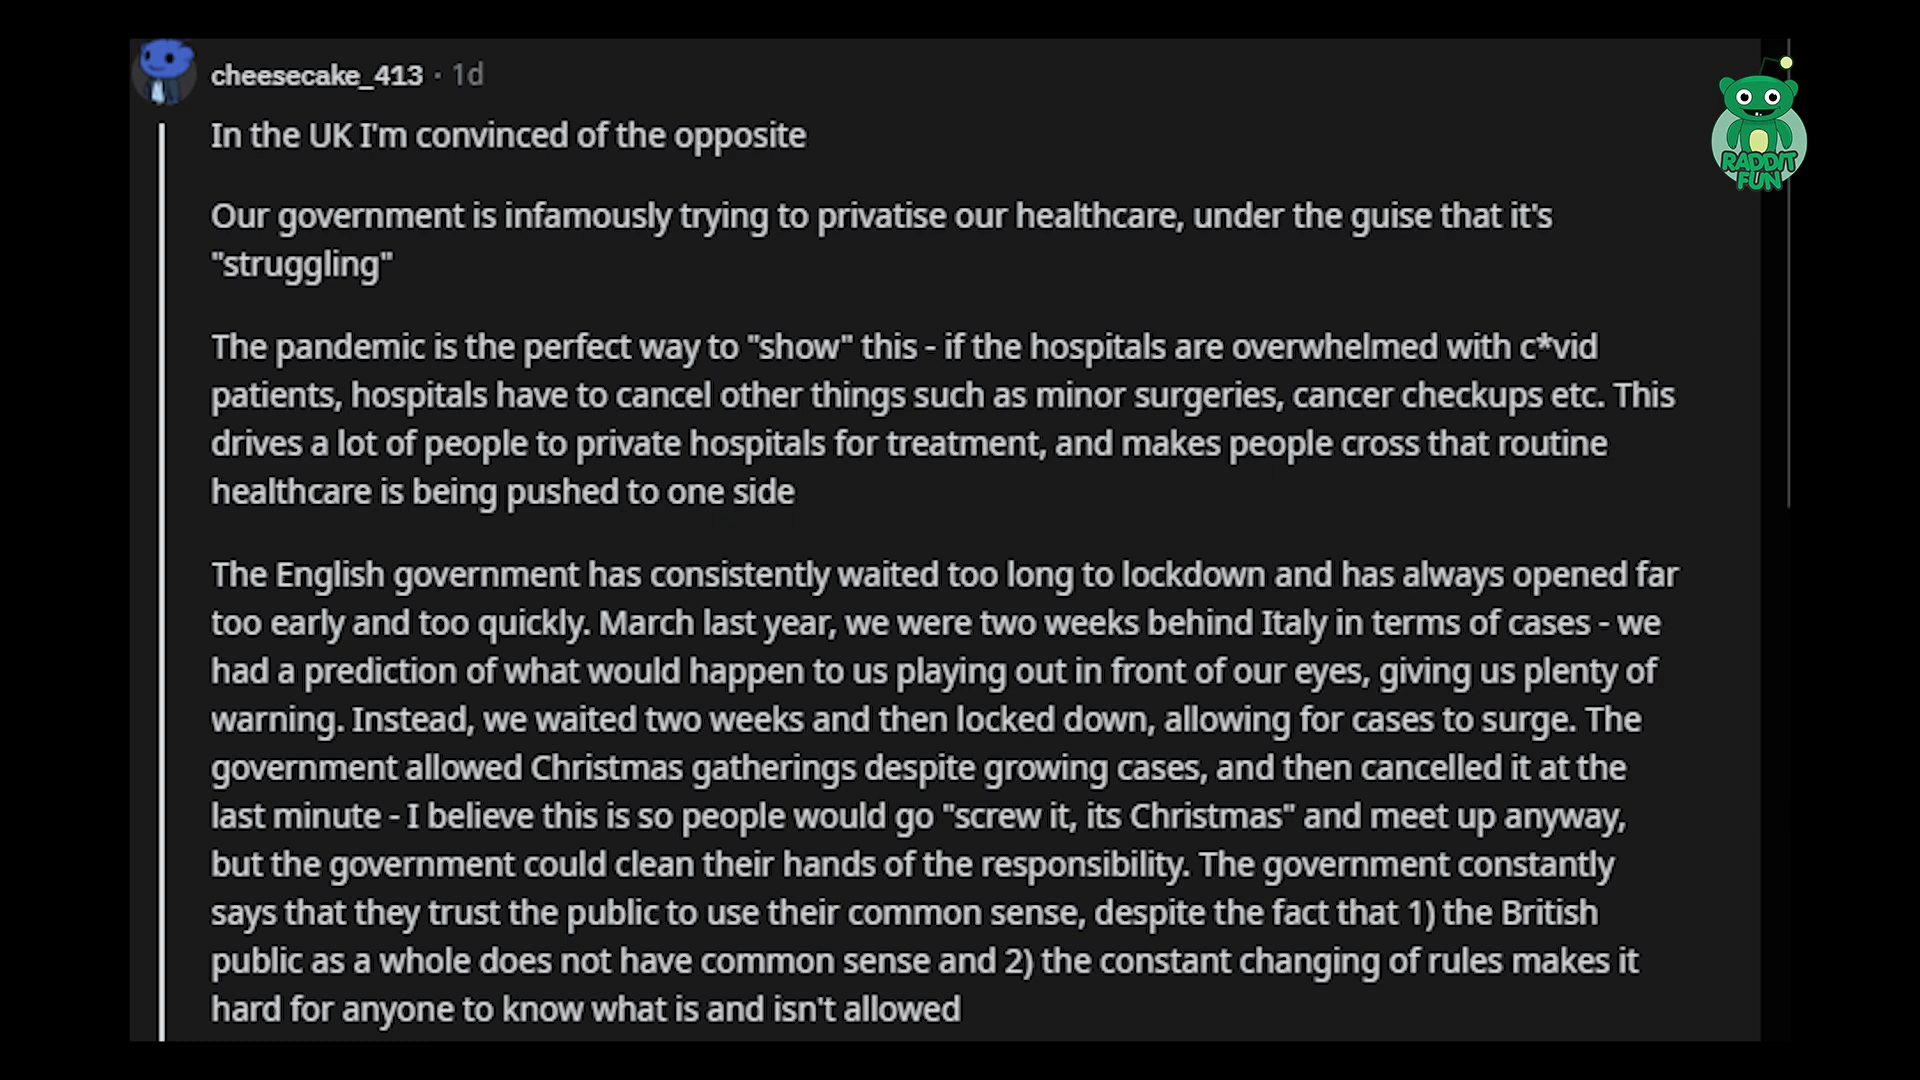 cheesecake_413 · 1d
In the UK I'm convinced of the opposite
Our government is infamously trying to privatise our healthcare, under the guise that it's
"struggling"
The pandemic is the perfect way to "show" this - if the hospitals are overwhelmed with c*vid
patients, hospitals have to cancel other things such as minor surgeries, cancer checkups etc. This
drives a lot of people to private hospitals for treatment, and makes people cross that routine
healthcare is being pushed to one side
The English government has consistently waited too long to lockdown and has always opened far
too early and too quickly. March last year, we were two weeks behind Italy in terms of cases - we
had a prediction of what would happen to us playing out in front of our eyes, giving us plenty of
warning. Instead, we waited two weeks and then locked down, allowing for cases to surge. The
government allowed Christmas gatherings despite growing cases, and then cancelled it at the
last minute - I believe this is so people would go "screw it, its Christmas" and meet up anyway,
but the government could clean their hands of the responsibility. The government constantly
says that they trust the public to use their common sense, despite the fact that 1) the British
public as a whole does not have common sense and 2) the constant changing of rules makes it
hard for anyone to know what is and isn't allowed
RADDIT
FUN